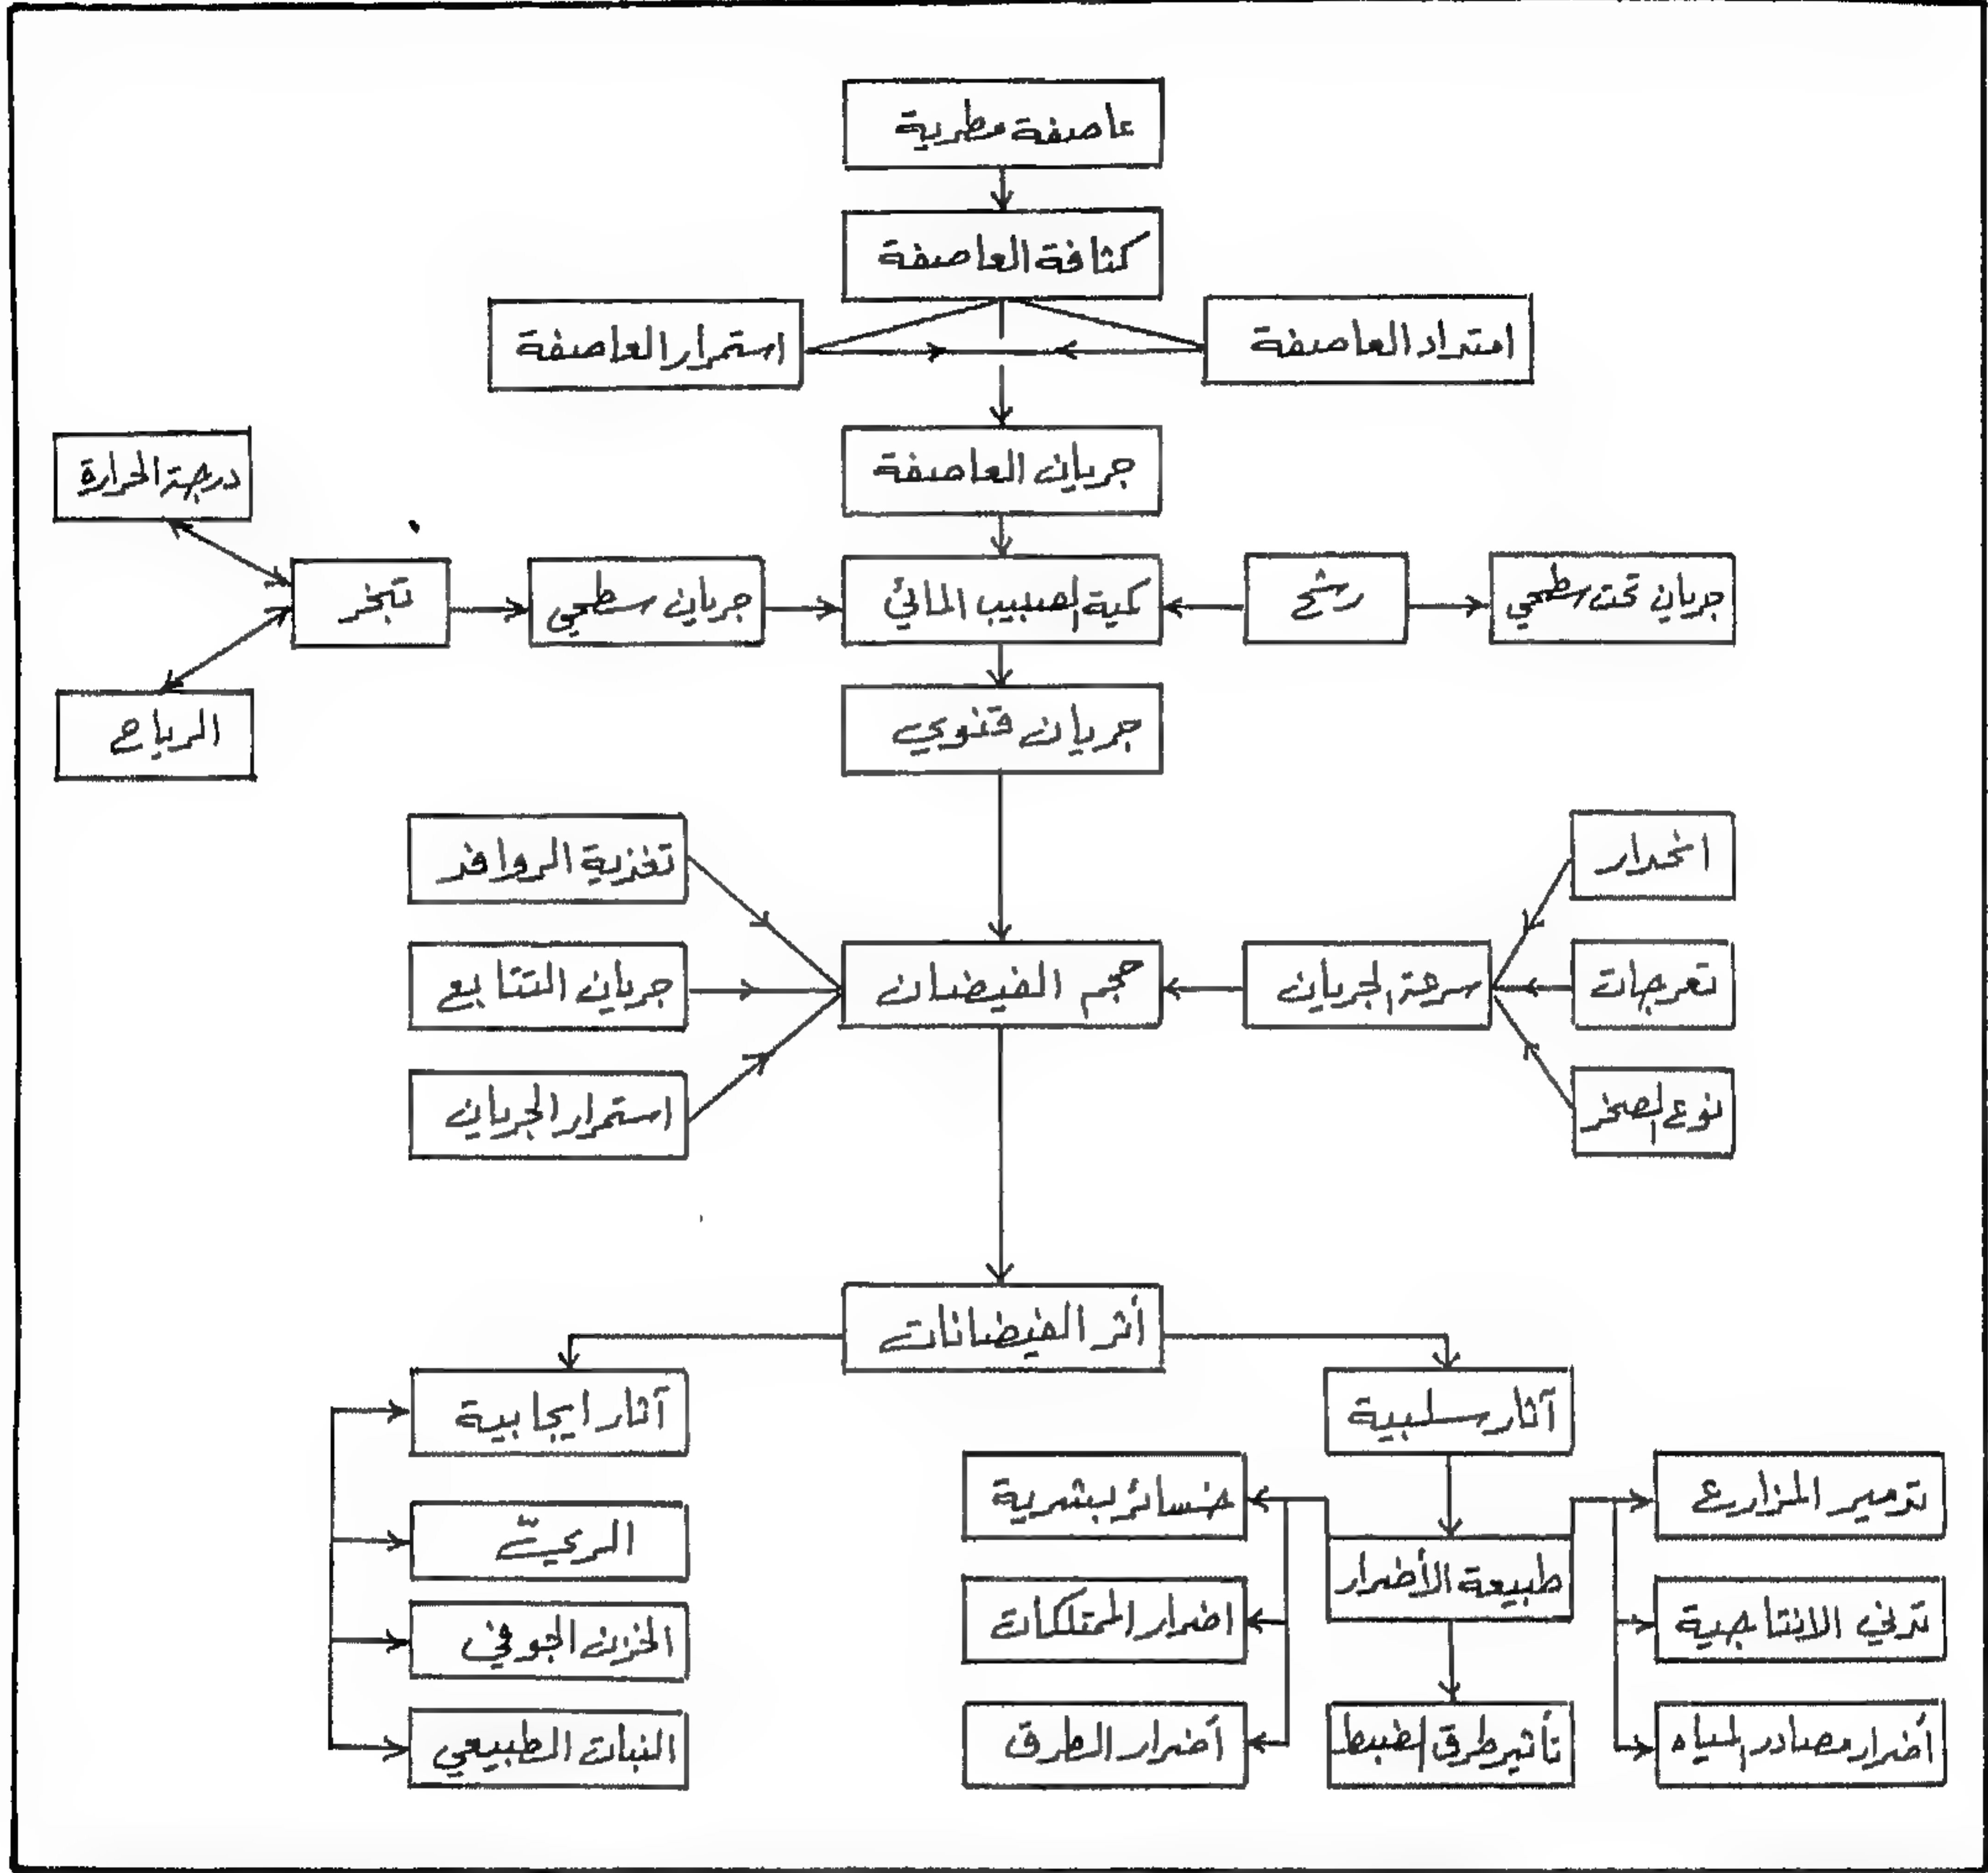 عاصفة مطرية
كثافة العاصفة
امتداد العاصفة
استمرار العاصفة
جريان العاصفة
درجة الحرارة
جريان تحت سطحي
رشح
كمية الصبيب المائي
جريان سطحي
تبخر
جريان قنوي
الرياح
انحدار
تغذية الروافد
تعرجات
سرعة الجريان
حجم الفيضان
جريان التتابع
نوع الصخر
استمرار الجريان
أثر الفيضانات
آثار سلبية
آثار ايجابية
تدمير المزارع
خسائر بشرية
الري
طبيعة الأضرار
تدني الانتاجية
اضرار الممتلكات
الخزن الجوفي
أضرار مصادر المياه
تأثير طرق الضبط
أضرار الطرق
النبات الطبيعي